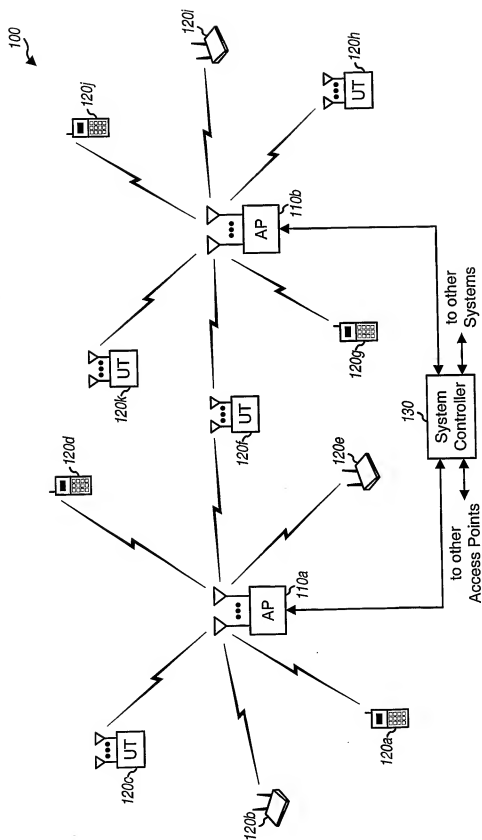 100
120i
120j
UT
120h
AP
110b
120k
UT
120g
120d
UT
120f
120e
AP
110a
UT
120c
120b
120a
130
System
Controller
to other
Systems
to other
Access Points